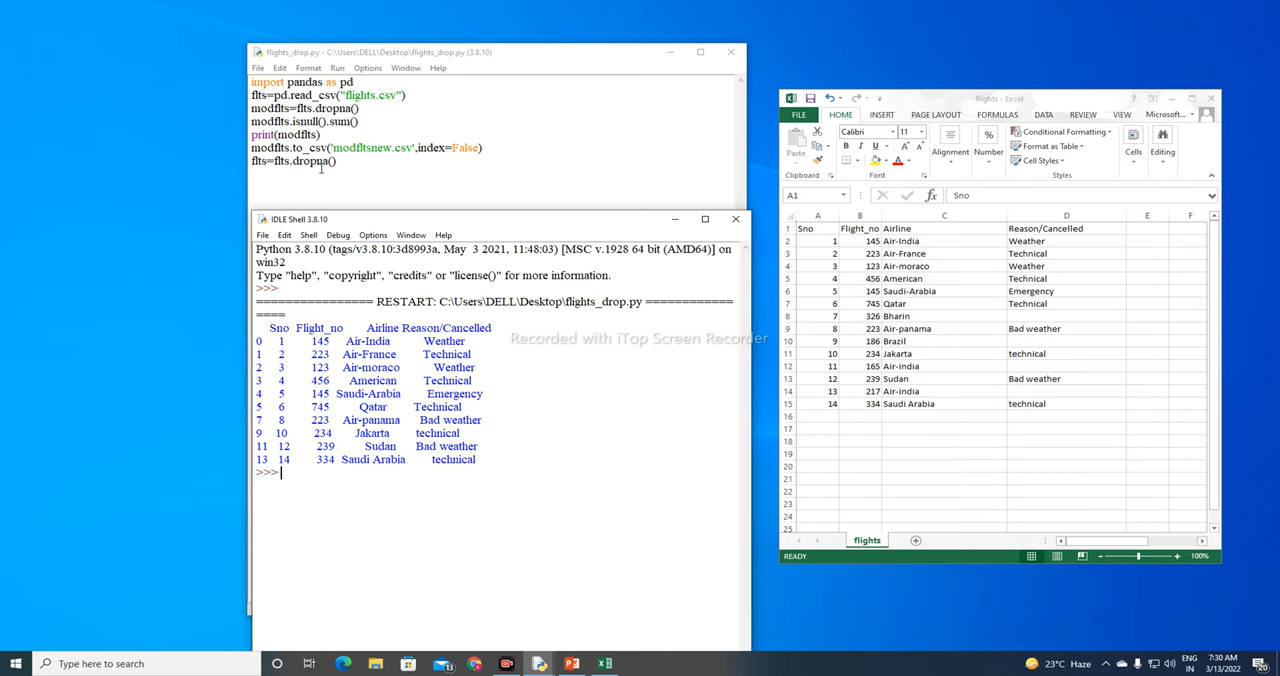 flights_drop.py - C:\Users\DELL\Desktop\flights_drop.py (3.8.10)
File Edit Format Run Options Window Help
import pandas as pd
flts=pd.read_csv("flights.csv")
modflts=flts.dropna()
modflts.isnull().sum()
print(modflts)
modflts.to_csv('modfltsnew.csv',index=False)
flts=flts.dropna()
IDLE Shell 3.8.10
File Edit Shell Debug Options Window Help
Python 3.8.10 (tags/v3.8.10:3d8993a, May 3 2021, 11:48:03) [MSC v.1928 64 bit (AMD64)] on
win32
Type "help", "copyright", "credits" or "license()" for more information.
>>>
================ RESTART: C:\Users\DELL\Desktop\flights_drop.py =============
====
Sno Flight_no Airline Reason/Cancelled
0 1 145 Air-India Weather
1 2 223 Air-France Technical
2 3 123 Air-moraco Weather
3 4 456 American Technical
4 5 145 Saudi-Arabia Emergency
5 6 745 Qatar Technical
7 8 223 Air-panama Bad weather
9 10 234 Jakarta technical
11 12 239 Sudan Bad weather
13 14 334 Saudi Arabia technical
>>>
Recorded with iTop Screen Recorder
flights - Excel
FILE HOME INSERT PAGE LAYOUT FORMULAS DATA REVIEW VIEW Microsoft...
Paste
Calibri 11
B I U
Alignment
Number
Conditional Formatting
Format as Table
Cell Styles
Cells
Editing
Clipboard Font Styles
A1 fx Sno
A B C D E F
1 Sno Flight_no Airline Reason/Cancelled
2 1 145 Air-India Weather
3 2 223 Air-France Technical
4 3 123 Air-moraco Weather
5 4 456 American Technical
6 5 145 Saudi-Arabia Emergency
7 6 745 Qatar Technical
8 7 326 Bharin
9 8 223 Air-panama Bad weather
10 9 186 Brazil
11 10 234 Jakarta technical
12 11 165 Air-india
13 12 239 Sudan Bad weather
14 13 217 Air-india
15 14 334 Saudi Arabia technical
16
17
18
19
20
21
22
23
24
25
flights
READY 100%
Type here to search
13
23°C Haze
ENG
IN
7:30 AM
3/13/2022
20